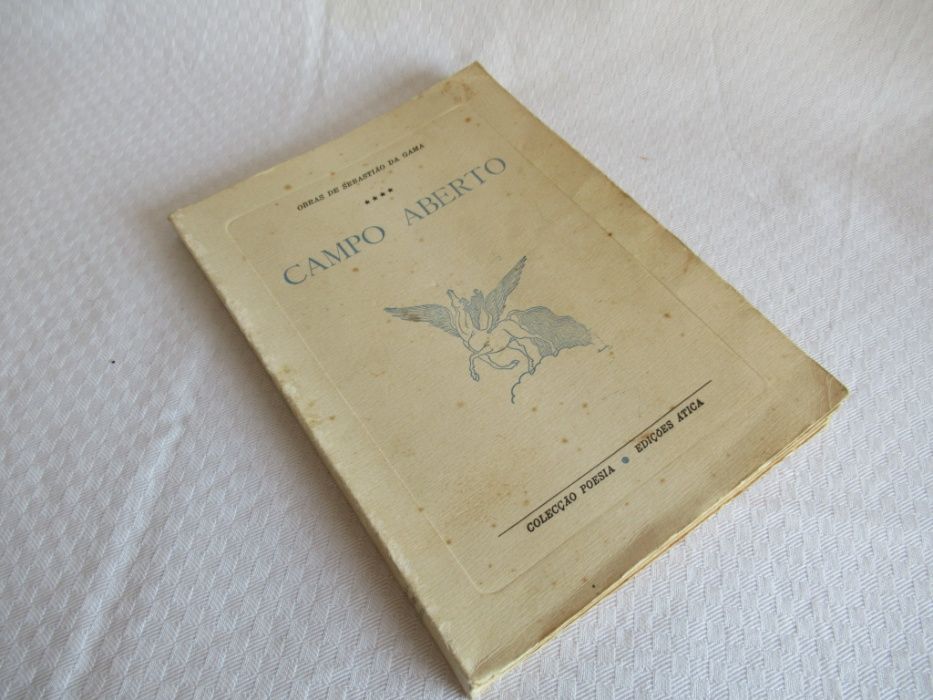 OBRAS DE SEBASTIÃO DA GAMA
★★★★
CAMPO ABERTO
COLECÇÃO POESIA • EDIÇÕES ÁTICA